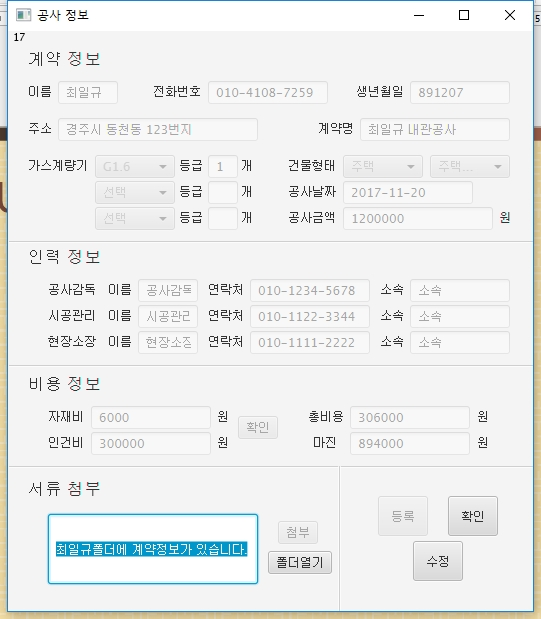 공사 정보
17
계약 정보
이름 최일규 전화번호 010-4108-7259 생년월일 891207
주소 경주시 동천동 123번지 계약명 최일규 내관공사
가스계량기 G1.6 등급 1 개 건물형태 주택 주택...
선택 등급 개 공사날짜 2017-11-20
선택 등급 개 공사금액 1200000 원
인력 정보
공사감독 이름 공사감독 연락처 010-1234-5678 소속 소속
시공관리 이름 시공관리 연락처 010-1122-3344 소속 소속
현장소장 이름 현장소장 연락처 010-1111-2222 소속 소속
비용 정보
자재비 6000 원 확인 총비용 306000 원
인건비 300000 원 마진 894000 원
서류 첨부
최일규폴더에 계약정보가 있습니다.
첨부
폴더열기
등록 확인
수정